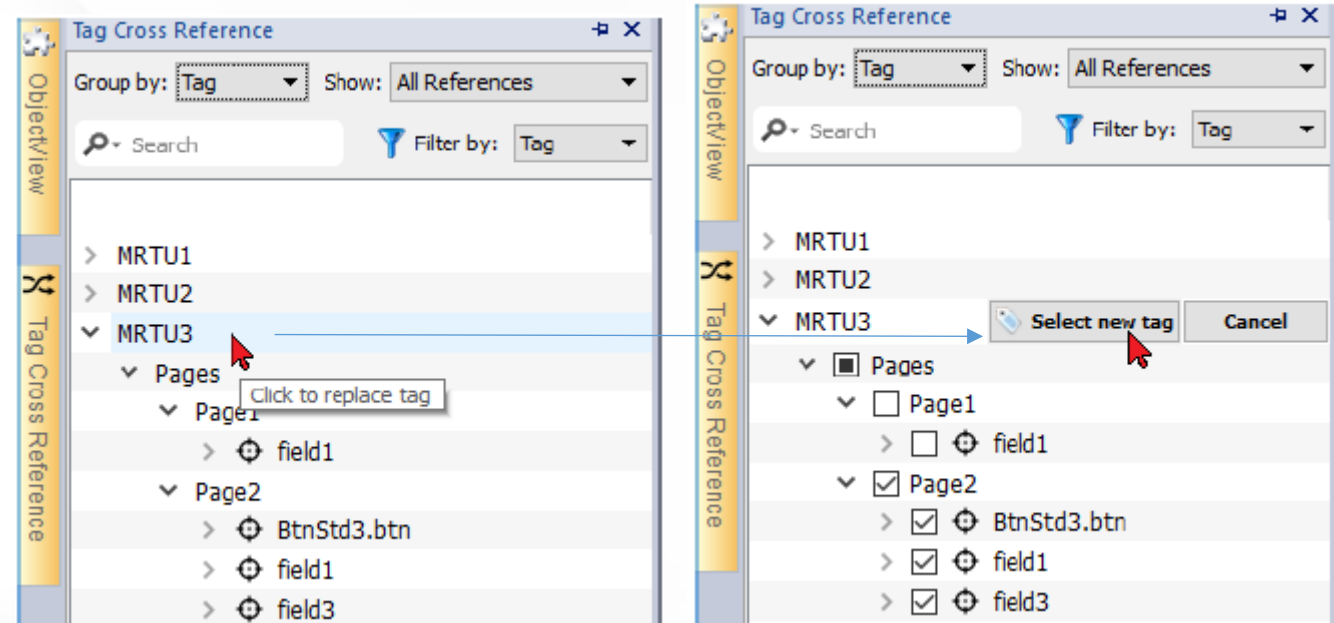 Tag Cross Reference
Group by: Tag Show: All References
Search Filter by: Tag
MRTU1
MRTU2
MRTU3
Click to replace tag
Pages
Page1
field1
Page2
BtnStd3.btn
field1
field3
ObjectView
Tag Cross Reference
Tag Cross Reference
Group by: Tag Show: All References
Search Filter by: Tag
MRTU1
MRTU2
MRTU3 Select new tag Cancel
Pages
Page1
field1
Page2
BtnStd3.btn
field1
field3
ObjectView
Tag Cross Reference